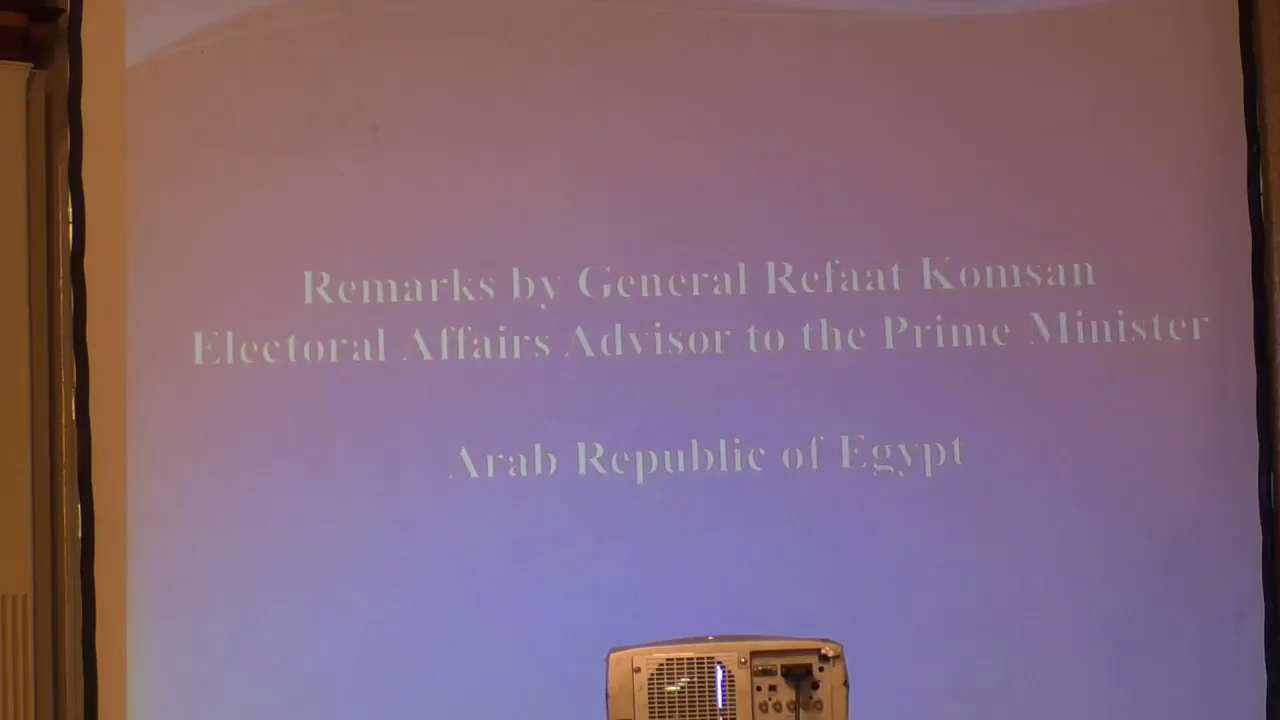 Remarks by General Refaat Komsan
Electoral Affairs Advisor to the Prime Minister
Arab Republic of Egypt